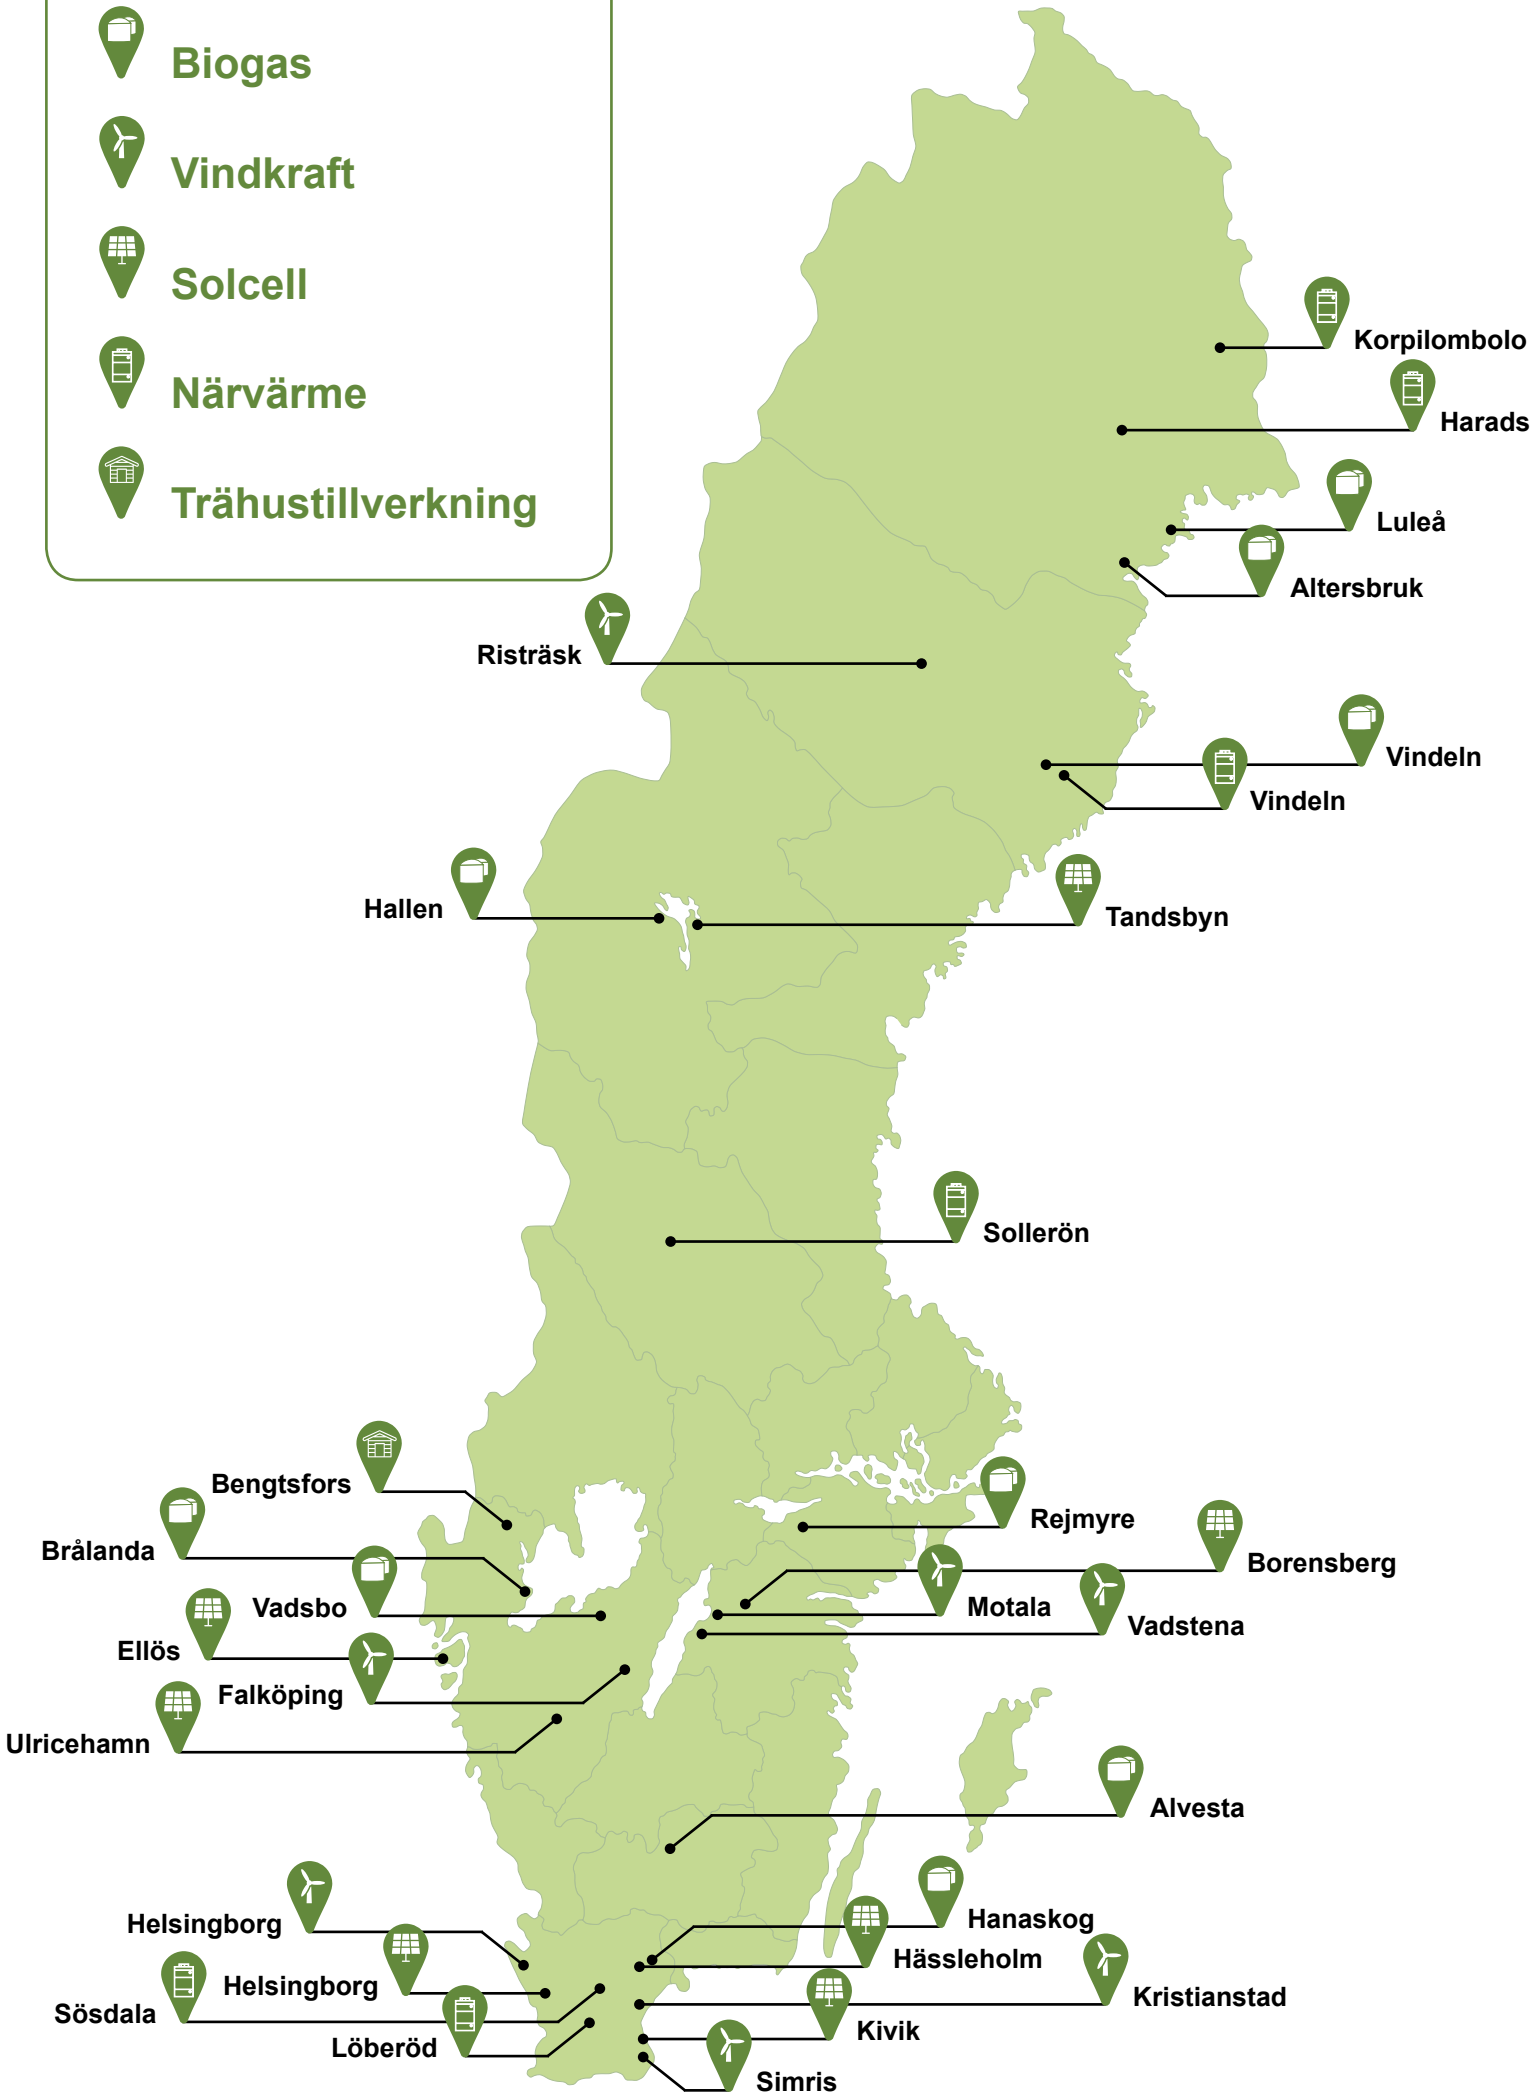 Biogas
Vindkraft
Solcell
Närvärme
Trähustillverkning
Korpilombolo
Harads
Luleå
Altersbruk
Risträsk
Vindeln
Vindeln
Hallen
Tandsbyn
Sollerön
Bengtsfors
Rejmyre
Brålanda
Borensberg
Vadsbo
Motala
Vadstena
Ellös
Falköping
Ulricehamn
Alvesta
Helsingborg
Hanaskog
Hässleholm
Helsingborg
Kristianstad
Sösdala
Kivik
Löberöd
Simris